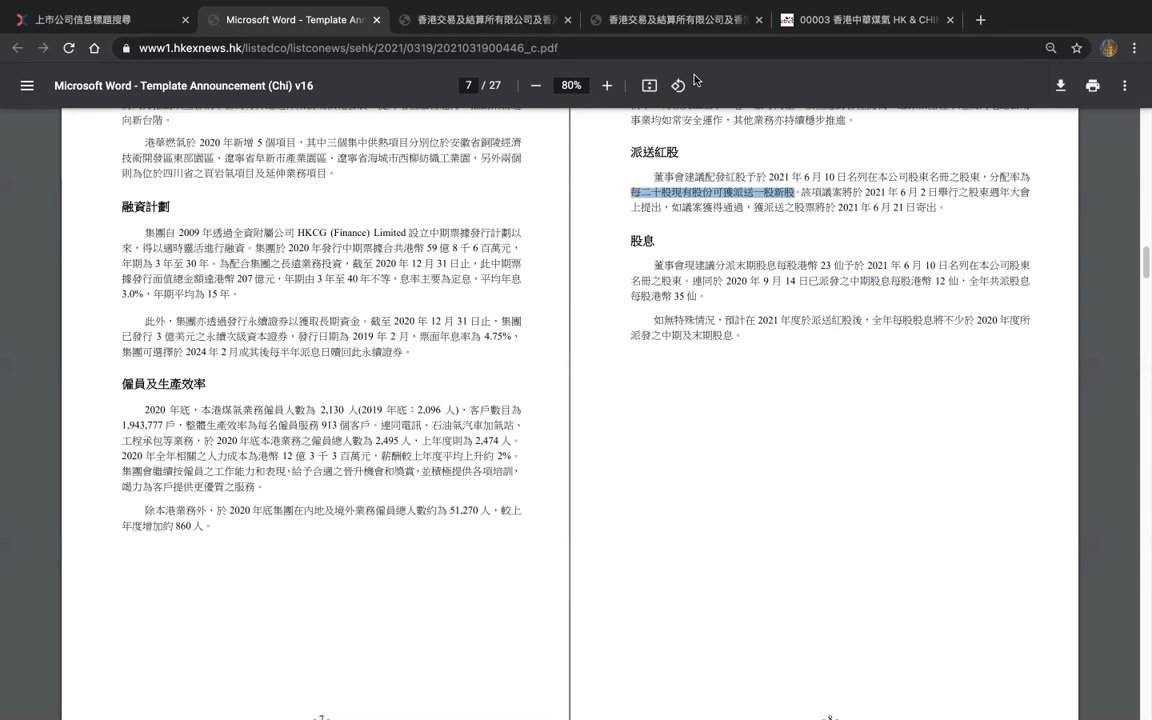 上市公司信息標題搜尋
Microsoft Word - Template Ann
香港交易及結算所有限公司及香
香港交易及結算所有限公司及香港
00003 香港中華煤氣 HK & CHI
www1.hkexnews.hk/listedco/listconews/sehk/2021/0319/2021031900446_c.pdf
Microsoft Word - Template Announcement (Chi) v16
7 / 27
80%
向新台階。
港華燃氣於 2020 年新增 5 個項目，其中三個集中供熱項目分別位於安徽省銅陵經濟
技術開發區東部園區、遼寧省阜新市產業園區、遼寧省海城市西柳紡織工業園，另外兩個
則為位於四川省之頁岩氣項目及延伸業務項目。
融資計劃
集團自 2009 年透過全資附屬公司 HKCG (Finance) Limited 設立中期票據發行計劃以
來，得以適時靈活進行融資。集團於 2020 年發行中期票據合共港幣 59 億 8 千 6 百萬元，
年期為 3 年至 30 年。為配合集團之長遠業務投資，截至 2020 年 12 月 31 日止，此中期票
據發行面值總金額達港幣 207 億元，年期由 3 年至 40 年不等，息率主要為定息，平均年息
3.0%，年期平均為 15 年。
此外，集團亦透過發行永續證券以獲取長期資金。截至 2020 年 12 月 31 日止，集團
已發行 3 億美元之永續次級資本證券，發行日期為 2019 年 2 月，票面年息率為 4.75%，
集團可選擇於 2024 年 2 月或其後每半年派息日贖回此永續證券。
僱員及生產效率
2020 年底，本港煤氣業務僱員人數為 2,130 人(2019 年底：2,096 人)，客戶數目為
1,943,777 戶，整體生產效率為每名僱員服務 913 個客戶。連同電訊、石油氣汽車加氣站、
工程承包等業務，於 2020 年底本港業務之僱員總人數為 2,495 人，上年度則為 2,474 人。
2020 年全年相關之人力成本為港幣 12 億 3 千 3 百萬元，薪酬較上年度平均上升約 2%。
集團會繼續按僱員之工作能力和表現，給予合適之晉升機會和獎賞，並積極提供各項培訓，
竭力為客戶提供更優質之服務。
除本港業務外，於 2020 年底集團在內地及境外業務僱員總人數約為 51,270 人，較上
年度增加約 860 人。
- 7 -
事業均如常安全運作，其他業務亦持續穩步推進。
派送紅股
董事會建議配發紅股予於 2021 年 6 月 10 日名列在本公司股東名冊之股東，分配率為
每二十股現有股份可獲派送一股新股。該項議案將於 2021 年 6 月 2 日舉行之股東週年大會
上提出，如議案獲得通過，獲派送之股票將於 2021 年 6 月 21 日寄出。
股息
董事會現建議分派末期股息每股港幣 23 仙予於 2021 年 6 月 10 日名列在本公司股東
名冊之股東。連同於 2020 年 9 月 14 日已派發之中期股息每股港幣 12 仙，全年共派股息
每股港幣 35 仙。
如無特殊情況，預計在 2021 年度於派送紅股後，全年每股股息將不少於 2020 年度所
派發之中期及末期股息。
- 8 -